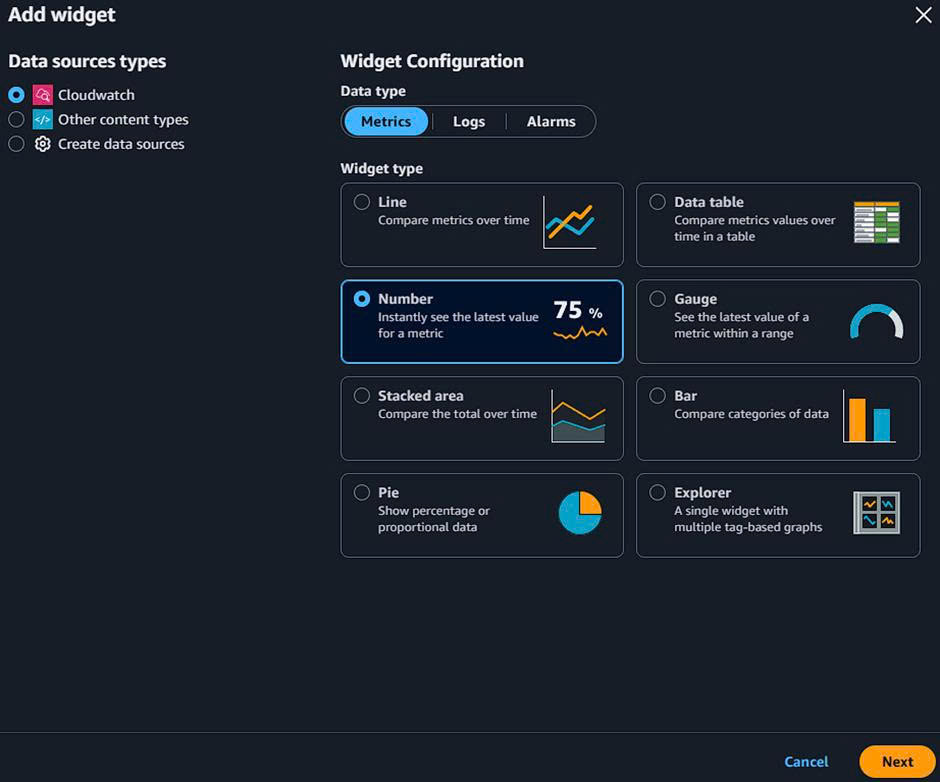 Add widget
Data sources types
Cloudwatch
Other content types
Create data sources
Widget Configuration
Data type
Metrics
Logs
Alarms
Widget type
Line
Compare metrics over time
Data table
Compare metrics values over
time in a table
Number
Instantly see the latest value
for a metric
75 %
Gauge
See the latest value of a
metric within a range
Stacked area
Compare the total over time
Bar
Compare categories of data
Pie
Show percentage or
proportional data
Explorer
A single widget with
multiple tag-based graphs
Cancel
Next